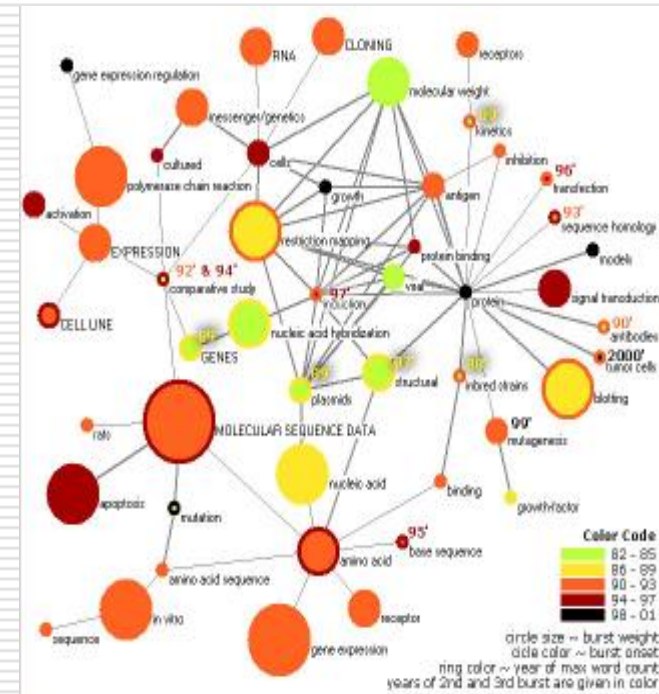 RNA
CLONING
receptors
gene expression regulation
molecular weight
messenger/genetics
kinetics
cultured
cells
inhibition
polymerase chain reaction
growth
antigen
96'
transfection
activation
93'
sequence homology
restriction mapping
EXPRESSION
protein binding
models
92' & 94'
comparative study
viral
protein
97'
induction
signal transduction
CELL LINE
nucleic acid hybridization
90'
antibodies
GENES
2000'
tumor cells
plasmids
structural
inbred strains
blotting
rats
MOLECULAR SEQUENCE DATA
99'
mutagenesis
nucleic acid
apoptosis
binding
growth factor
mutation
95'
base sequence
amino acid
amino acid sequence
in vitro
receptor
sequence
gene expression
Color Code
82 - 85
86 - 89
90 - 93
94 - 97
98 - 01
circle size ~ burst weight
cicle color ~ burst onset
ring color ~ year of max word count
years of 2nd and 3rd burst are given in color